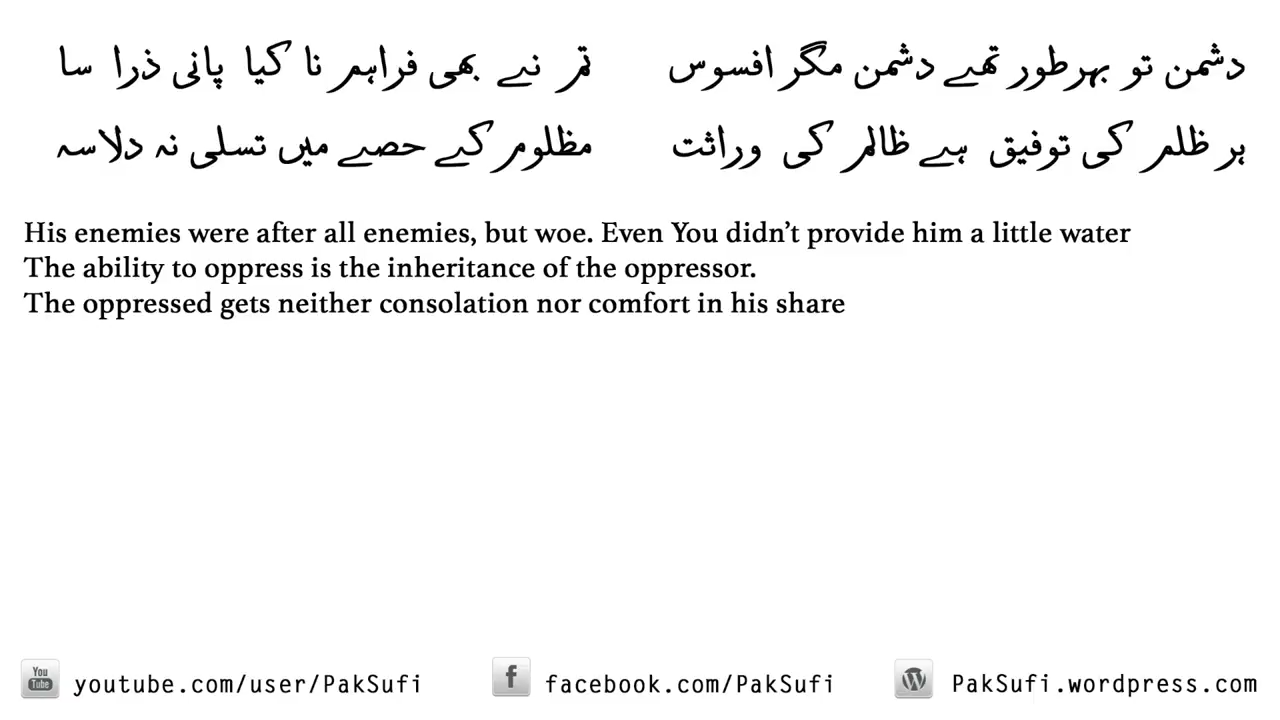 دشمن تو بہرطور تھے دشمن مگر افسوس تم نے بھی فراہم نا کیا پانی ذرا سا
ہر ظلم کی توفیق ہے ظالم کی وراثت مظلوم کے حصے میں تسلی نہ دلاسہ
His enemies were after all enemies, but woe. Even You didn’t provide him a little water
The ability to oppress is the inheritance of the oppressor.
The oppressed gets neither consolation nor comfort in his share
You Tube youtube.com/user/PakSufi f facebook.com/PakSufi W PakSufi.wordpress.com